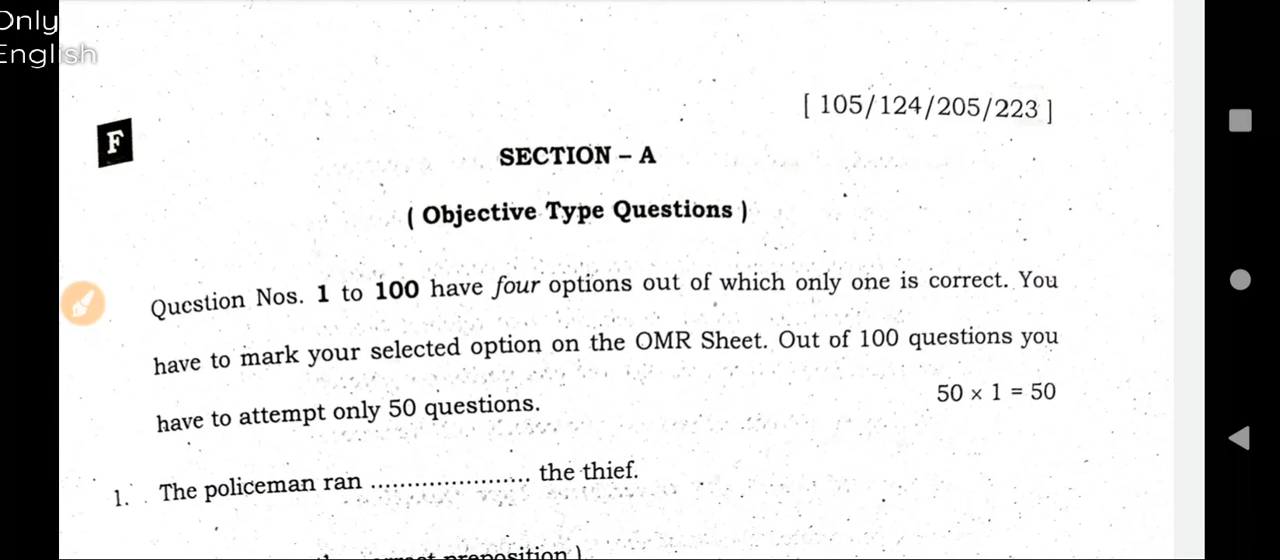 Only
English
[ 105/124/205/223 ]
F
SECTION – A
( Objective Type Questions )
Question Nos. 1 to 100 have four options out of which only one is correct. You
have to mark your selected option on the OMR Sheet. Out of 100 questions you
have to attempt only 50 questions.
50 × 1 = 50
1. The policeman ran ...................... the thief.
correct preposition )